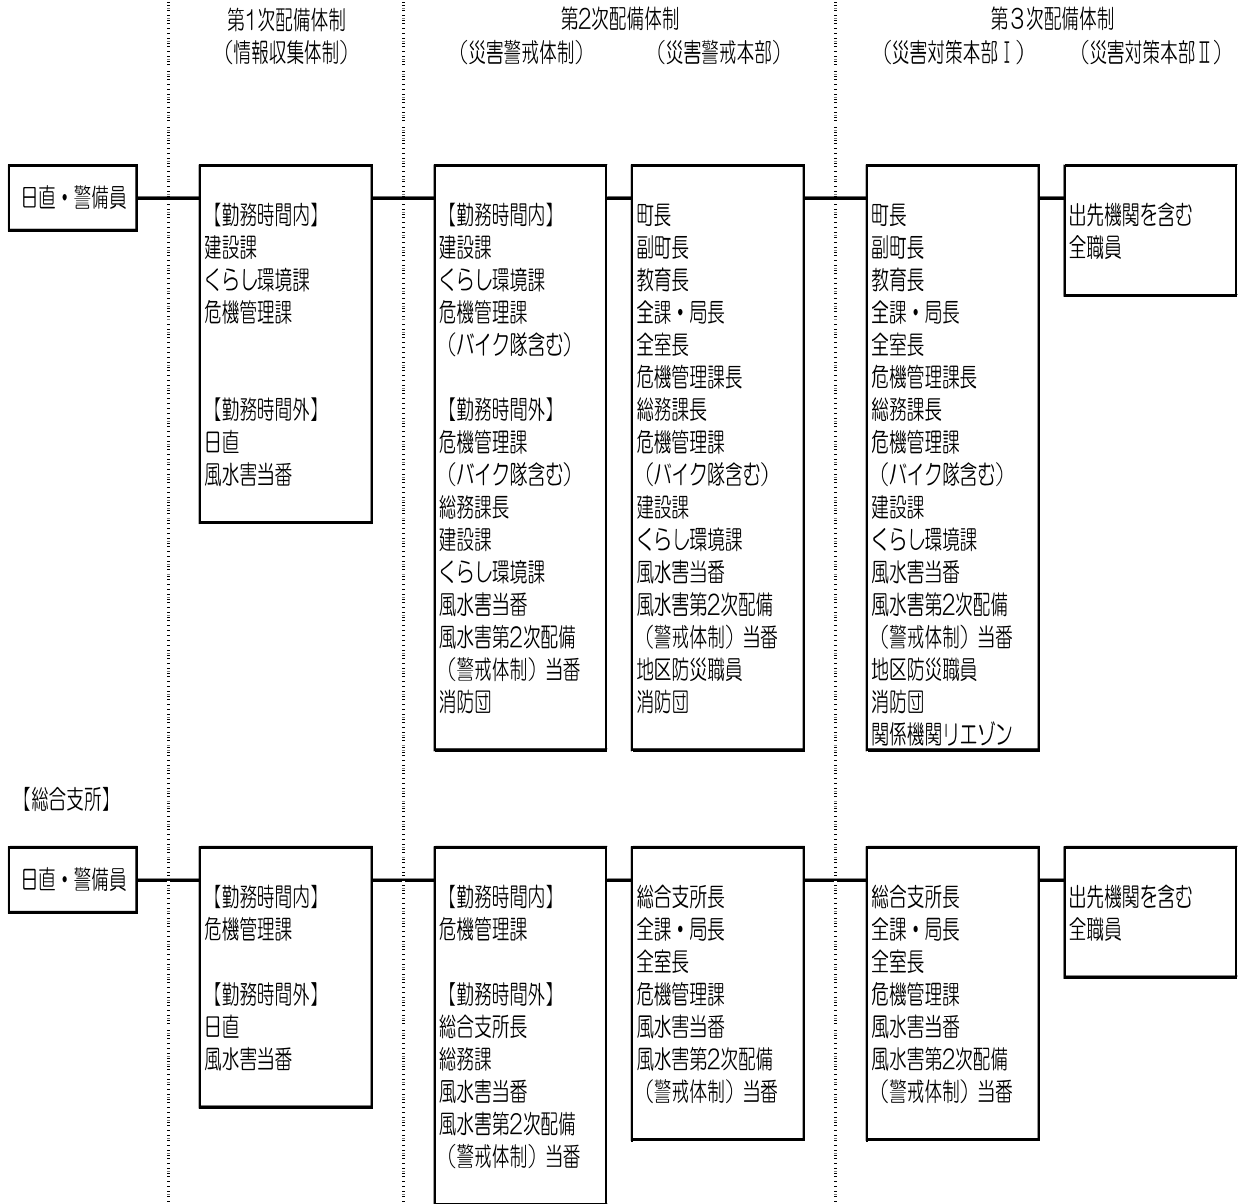 第1次配備体制
（情報収集体制）
第2次配備体制
（災害警戒体制）
（災害警戒本部）
第3次配備体制
（災害対策本部Ⅰ）
（災害対策本部Ⅱ）
日直・警備員
【勤務時間内】
建設課
くらし環境課
危機管理課
【勤務時間外】
日直
風水害当番
【勤務時間内】
建設課
くらし環境課
危機管理課
（バイク隊含む）
【勤務時間外】
危機管理課
（バイク隊含む）
総務課長
建設課
くらし環境課
風水害当番
風水害第2次配備
（警戒体制）当番
消防団
町長
副町長
教育長
全課・局長
全室長
危機管理課長
総務課長
危機管理課
（バイク隊含む）
建設課
くらし環境課
風水害当番
風水害第2次配備
（警戒体制）当番
地区防災職員
消防団
町長
副町長
教育長
全課・局長
全室長
危機管理課長
総務課長
危機管理課
（バイク隊含む）
建設課
くらし環境課
風水害当番
風水害第2次配備
（警戒体制）当番
地区防災職員
消防団
関係機関リエゾン
出先機関を含む
全職員
【総合支所】
日直・警備員
【勤務時間内】
危機管理課
【勤務時間外】
日直
風水害当番
【勤務時間内】
危機管理課
【勤務時間外】
総合支所長
総務課
風水害当番
風水害第2次配備
（警戒体制）当番
総合支所長
全課・局長
全室長
危機管理課
風水害当番
風水害第2次配備
（警戒体制）当番
総合支所長
全課・局長
全室長
危機管理課
風水害当番
風水害第2次配備
（警戒体制）当番
出先機関を含む
全職員